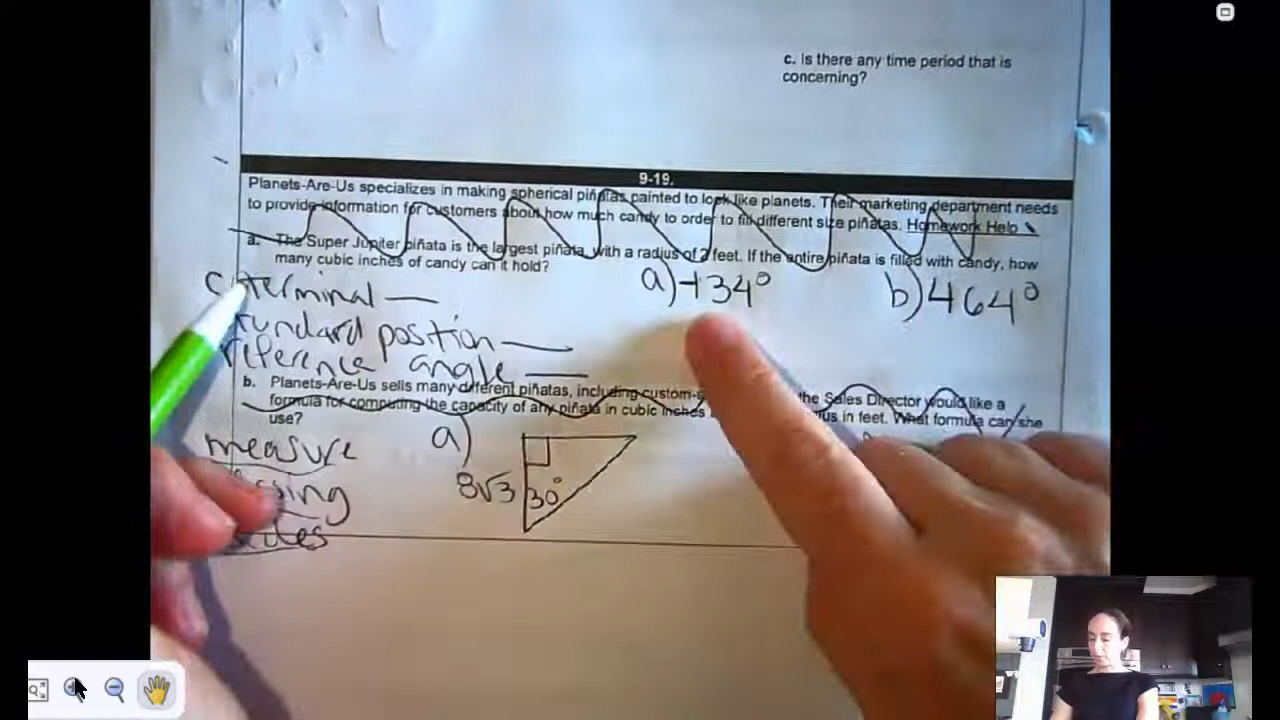 c. Is there any time period that is
concerning?
9-19.
Planets-Are-Us specializes in making spherical piñatas painted to look like planets. Their marketing department needs
to provide information for customers about how much candy to order to fill different size piñatas. Homework Help
a. The Super Jupiter piñata is the largest piñata, with a radius of 2 feet. If the entire piñata is filled with candy, how
many cubic inches of candy can it hold?
a) 134° b) 464°
terminal —
position —
reference angle —
b. Planets-Are-Us sells many different piñatas, including the Sales Director would like a
formula for computing the capacity of any piñata in cubic inches in feet. What formula can she
use?
measure
a)
8√3 30°